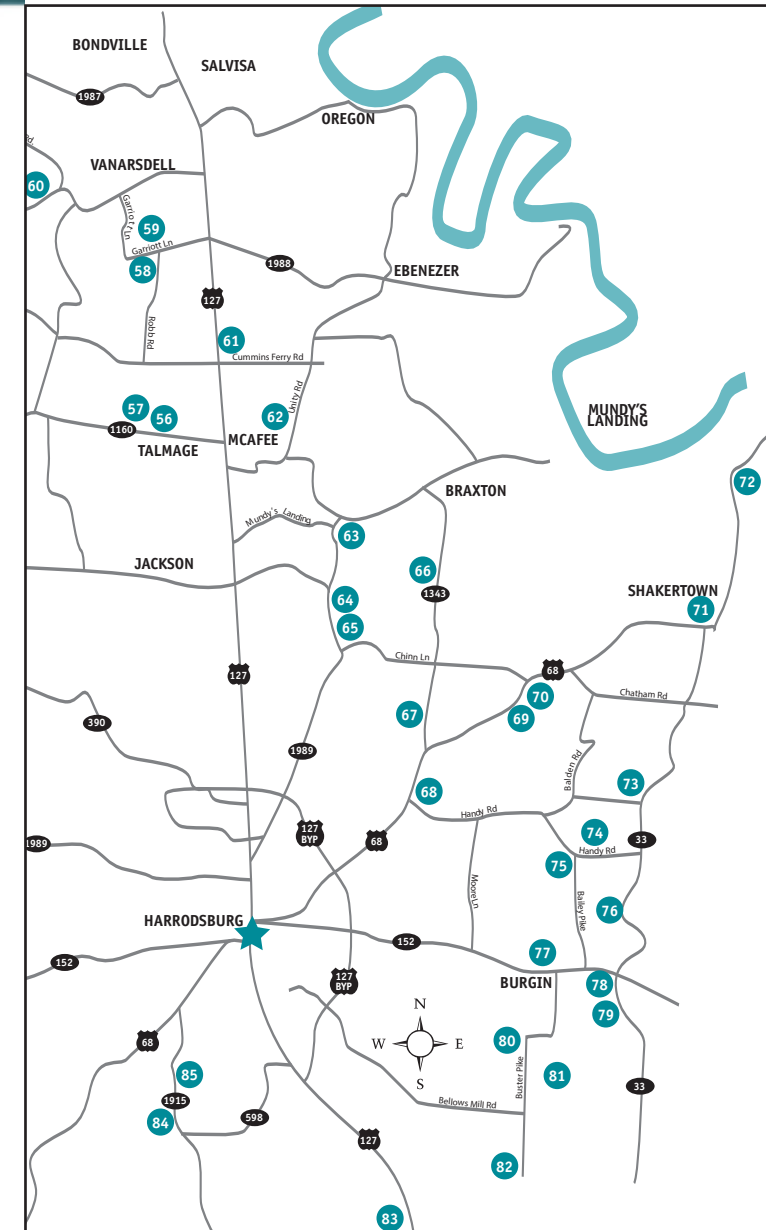 BONDVILLE
SALVISA
1987
OREGON
Rd.
VANARSDELL
60
Garriott Ln
59
Garriott Ln
58
1988
EBENEZER
127
Robb Rd
61
Cummins Ferry Rd
Unity Rd
57
56
62
MUNDY'S
LANDING
1160
MCAFEE
TALMAGE
72
BRAXTON
Mundy's Landing
63
JACKSON
66
1343
SHAKERTOWN
64
71
65
Chinn Ln
68
127
70
Chatham Rd
67
69
390
1989
Balden Rd
73
68
Handy Rd
127
BYP
74
68
33
1989
Handy Rd
75
Moore Ln
Bailey Pike
76
HARRODSBURG
152
152
77
127
BYP
BURGIN
78
N
79
68
W
E
80
S
Buster Pike
85
81
33
1915
Bellows Mill Rd
84
598
127
82
83